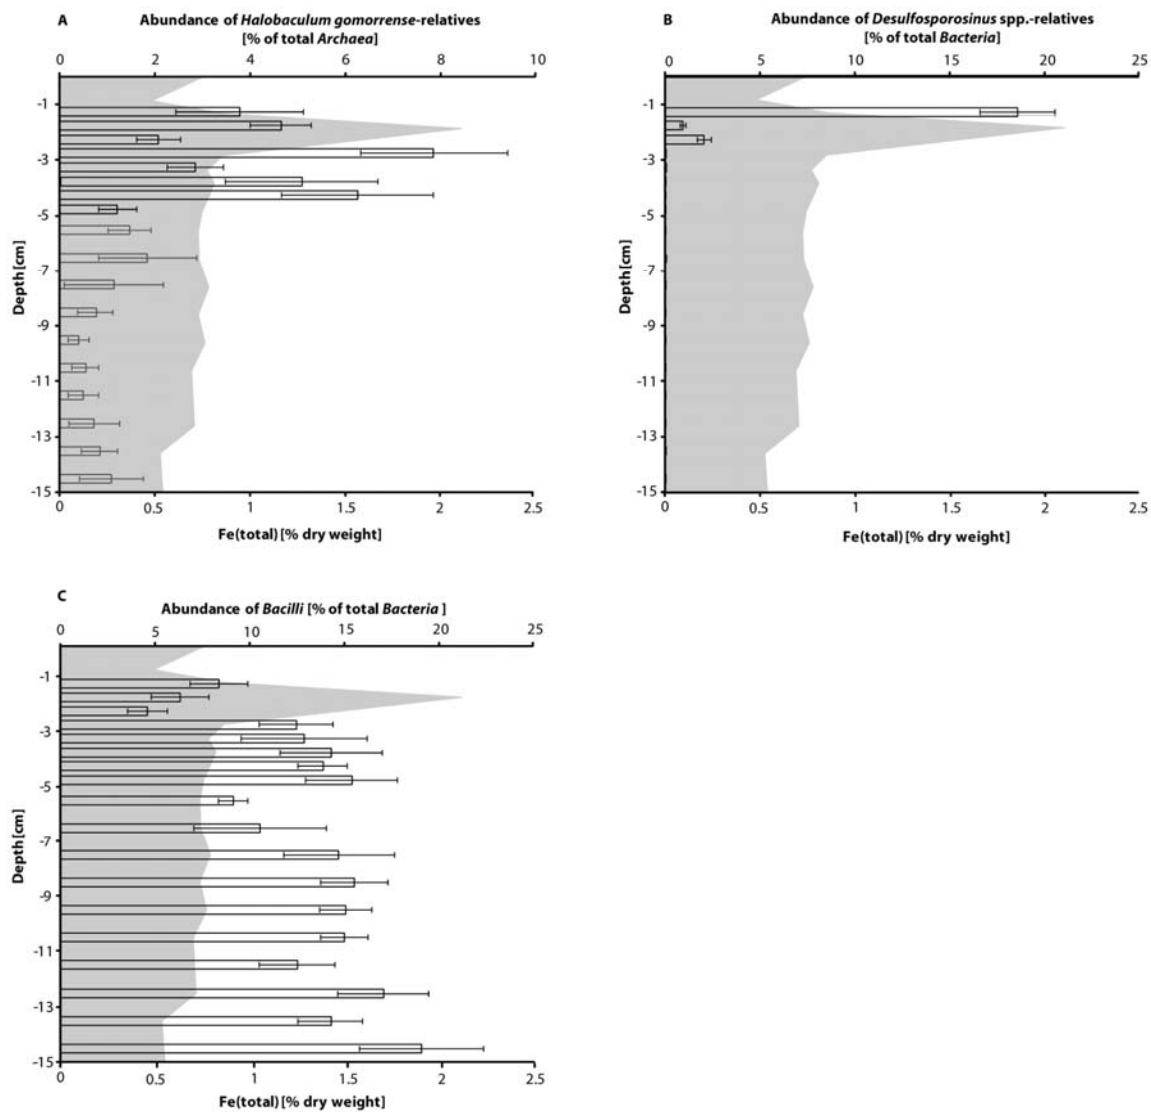 A
Abundance of Halobaculum gomorrense-relatives
[% of total Archaea]
0 2 4 6 8 10
-1
-3
-5
-7
-9
-11
-13
-15
Depth[cm]
0 0.5 1 1.5 2 2.5
Fe(total)[% dry weight]
B
Abundance of Desulfosporosinus spp.-relatives
[% of total Bacteria]
0 5 10 15 20 25
-1
-3
-5
-7
-9
-11
-13
-15
Depth[cm]
0 0.5 1 1.5 2 2.5
Fe(total)[% dry weight]
C
Abundance of Bacilli [% of total Bacteria ]
0 5 10 15 20 25
-1
-3
-5
-7
-9
-11
-13
-15
Depth[cm]
0 0.5 1 1.5 2 2.5
Fe(total)[% dry weight]